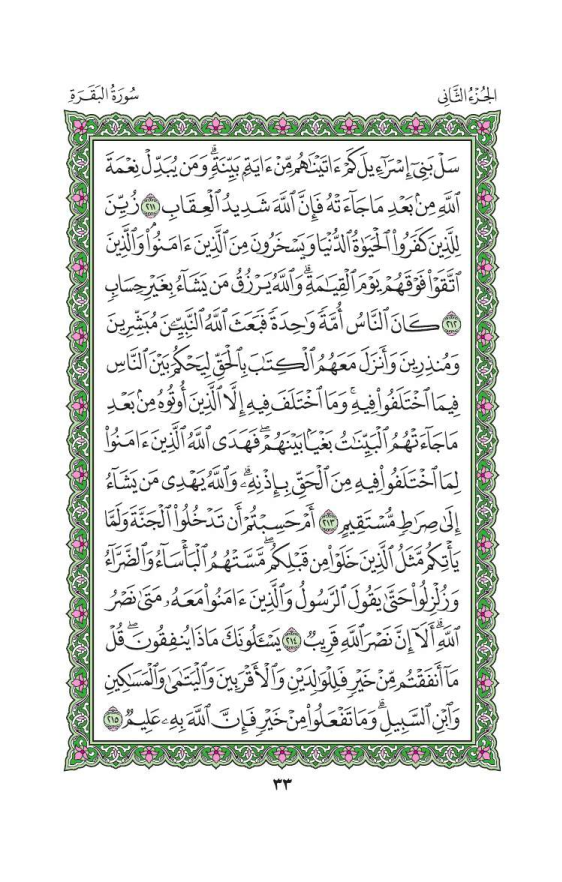 الجُزْءُ الثَّانِي
سُورَةُ البَقَرَةِ
سَلۡ بَنِيٓ إِسۡرَٰٓءِيلَ كَمۡ ءَاتَيۡنَٰهُم مِّنۡ ءَايَةِۭ بَيِّنَةٖۗ وَمَن يُبَدِّلۡ نِعۡمَةَ
ٱللَّهِ مِنۢ بَعۡدِ مَا جَآءَتۡهُ فَإِنَّ ٱللَّهَ شَدِيدُ ٱلۡعِقَابِ ٢١١ زُيِّنَ
لِلَّذِينَ كَفَرُواْ ٱلۡحَيَوٰةُ ٱلدُّنۡيَا وَيَسۡخَرُونَ مِنَ ٱلَّذِينَ ءَامَنُواْۘ وَٱلَّذِينَ
ٱتَّقَوۡاْ فَوۡقَهُمۡ يَوۡمَ ٱلۡقِيَٰمَةِۗ وَٱللَّهُ يَرۡزُقُ مَن يَشَآءُ بِغَيۡرِ حِسَابٖ
٢١٢ كَانَ ٱلنَّاسُ أُمَّةٗ وَٰحِدَةٗ فَبَعَثَ ٱللَّهُ ٱلنَّبِيِّـۧنَ مُبَشِّرِينَ
وَمُنذِرِينَ وَأَنزَلَ مَعَهُمُ ٱلۡكِتَٰبَ بِٱلۡحَقِّ لِيَحۡكُمَ بَيۡنَ ٱلنَّاسِ
فِيمَا ٱخۡتَلَفُواْ فِيهِۚ وَمَا ٱخۡتَلَفَ فِيهِ إِلَّا ٱلَّذِينَ أُوتُوهُ مِنۢ بَعۡدِ
مَا جَآءَتۡهُمُ ٱلۡبَيِّنَٰتُ بَغۡيَۢا بَيۡنَهُمۡۖ فَهَدَى ٱللَّهُ ٱلَّذِينَ ءَامَنُواْ
لِمَا ٱخۡتَلَفُواْ فِيهِ مِنَ ٱلۡحَقِّ بِإِذۡنِهِۦۗ وَٱللَّهُ يَهۡدِي مَن يَشَآءُ
إِلَىٰ صِرَٰطٖ مُّسۡتَقِيمٍ ٢١٣ أَمۡ حَسِبۡتُمۡ أَن تَدۡخُلُواْ ٱلۡجَنَّةَ وَلَمَّا
يَأۡتِكُم مَّثَلُ ٱلَّذِينَ خَلَوۡاْ مِن قَبۡلِكُمۖ مَّسَّتۡهُمُ ٱلۡبَأۡسَآءُ وَٱلضَّرَّآءُ
وَزُلۡزِلُواْ حَتَّىٰ يَقُولَ ٱلرَّسُولُ وَٱلَّذِينَ ءَامَنُواْ مَعَهُۥ مَتَىٰ نَصۡرُ
ٱللَّهِۗ أَلَآ إِنَّ نَصۡرَ ٱللَّهِ قَرِيبٞ ٢١٤ يَسۡـَٔلُونَكَ مَاذَا يُنفِقُونَۖ قُلۡ
مَآ أَنفَقۡتُم مِّنۡ خَيۡرٖ فَلِلۡوَٰلِدَيۡنِ وَٱلۡأَقۡرَبِينَ وَٱلۡيَتَٰمَىٰ وَٱلۡمَسَٰكِينِ
وَٱبۡنِ ٱلسَّبِيلِۗ وَمَا تَفۡعَلُواْ مِنۡ خَيۡرٖ فَإِنَّ ٱللَّهَ بِهِۦ عَلِيمٞ ٢١٥
٣٣